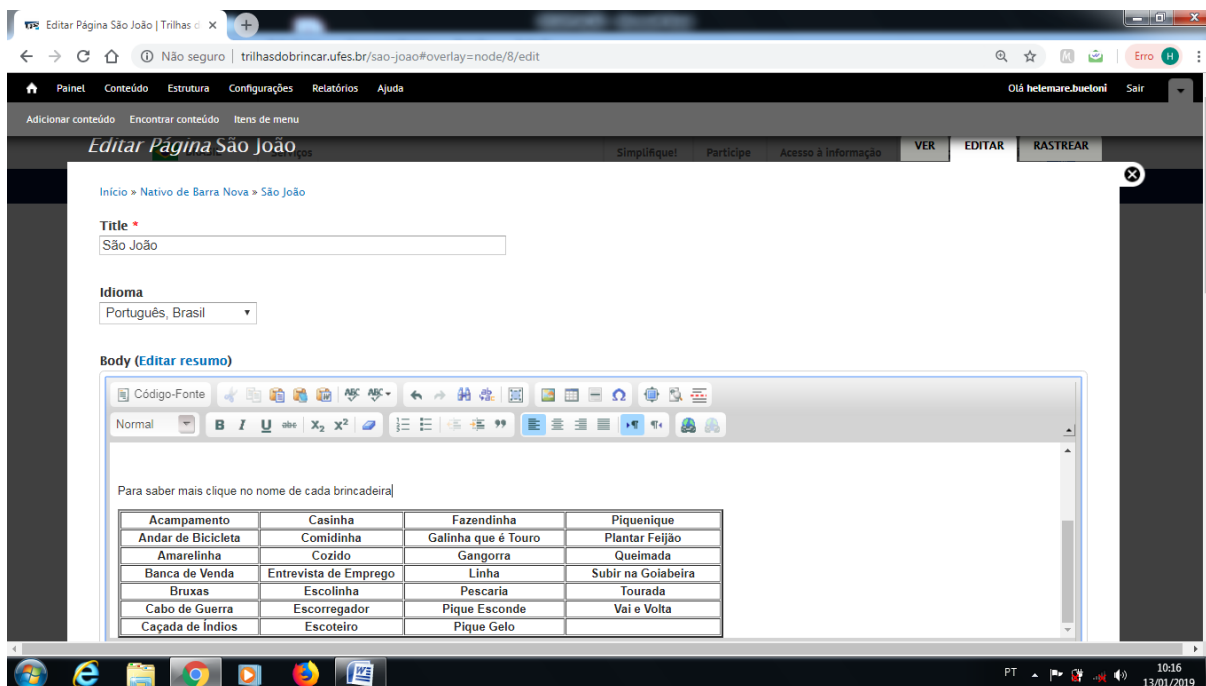 Editar Página São João | Trilhas d
Não seguro | trilhasdobrincar.ufes.br/sao-joao#overlay=node/8/edit
Erro H
Painel Conteúdo Estrutura Configurações Relatórios Ajuda Olá helemare.bueloni Sair
Adicionar conteúdo Encontrar conteúdo Itens de menu
Editar Página São João Serviços Simplifique! Participe Acesso à informação VER EDITAR RASTREAR
Início » Nativo de Barra Nova » São João
Title *
São João
Idioma
Português, Brasil
Body (Editar resumo)
Código-Fonte
Normal B I U abc X₂ X²
Para saber mais clique no nome de cada brincadeira
Acampamento Casinha Fazendinha Piquenique
Andar de Bicicleta Comidinha Galinha que é Touro Plantar Feijão
Amarelinha Cozido Gangorra Queimada
Banca de Venda Entrevista de Emprego Linha Subir na Goiabeira
Bruxas Escolinha Pescaria Tourada
Cabo de Guerra Escorregador Pique Esconde Vai e Volta
Caçada de Índios Escoteiro Pique Gelo
PT 10:16
13/01/2019